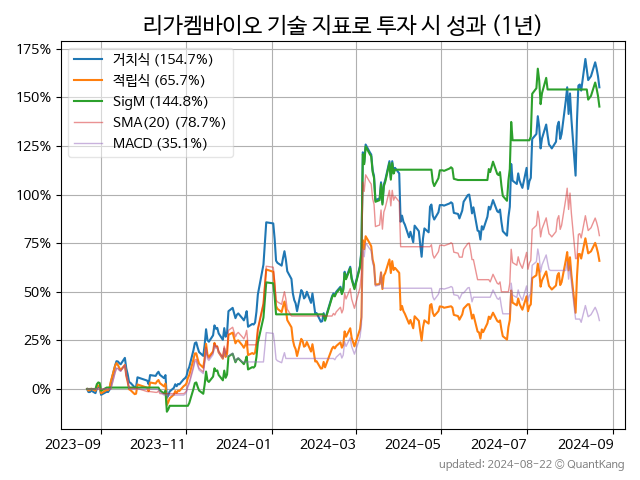 리가켐바이오 기술 지표로 투자 시 성과 (1년)
175%
150%
125%
100%
75%
50%
25%
0%
거치식 (154.7%)
적립식 (65.7%)
SigM (144.8%)
SMA(20) (78.7%)
MACD (35.1%)
2023-09
2023-11
2024-01
2024-03
2024-05
2024-07
2024-09
updated: 2024-08-22 © QuantKang